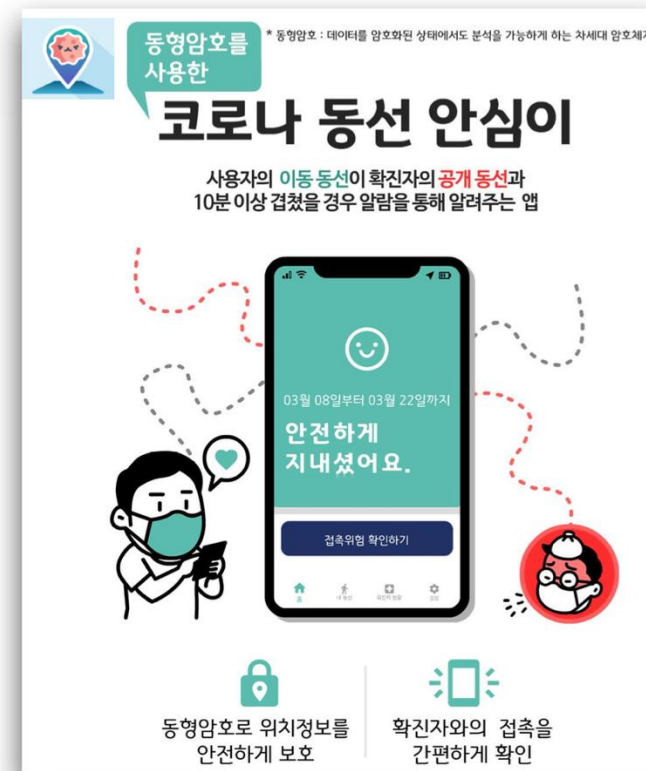 동형암호를
사용한
* 동형암호 : 데이터를 암호화된 상태에서도 분석을 가능하게 하는 차세대
코로나 동선 안심이
사용자의 이동 동선이 확진자의 공개 동선과
10분 이상 겹쳤을 경우 알람을 통해 알려주는 앱
03월 08일부터 03월 22일까지
안전하게
지내셨어요.
접촉위험 확인하기
홈 내 동선 설정
동형암호로 위치정보를
안전하게 보호
확진자와의 접촉을
간편하게 확인